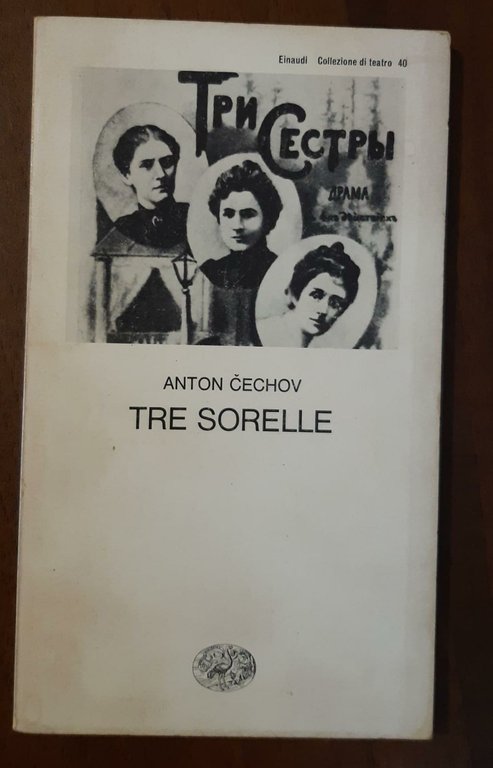 Einaudi Collezione di teatro 40
Три
Сестры
ДРАМА
ANTON ČECHOV
TRE SORELLE